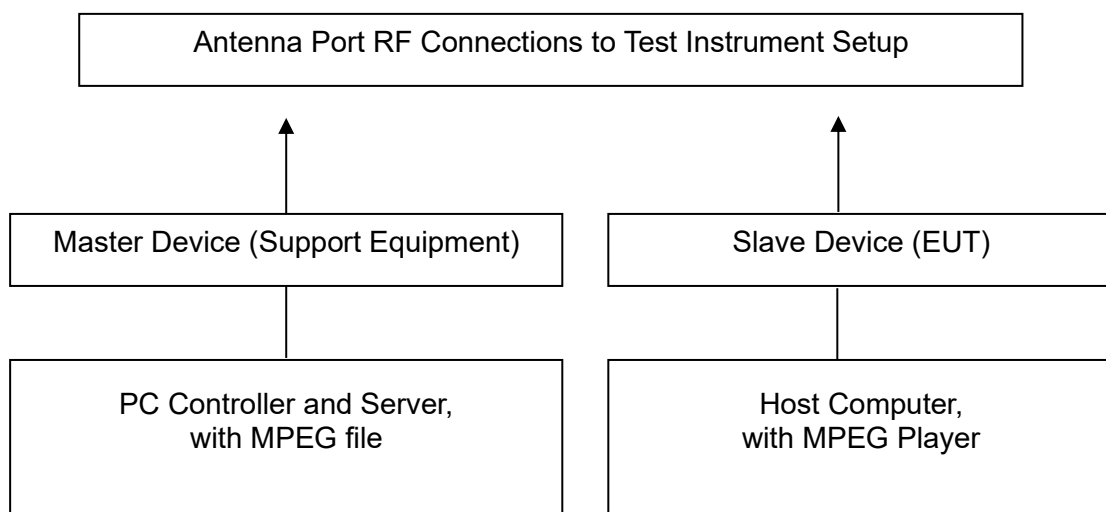 Antenna Port RF Connections to Test Instrument Setup
Master Device (Support Equipment)
Slave Device (EUT)
PC Controller and Server,
with MPEG file
Host Computer,
with MPEG Player